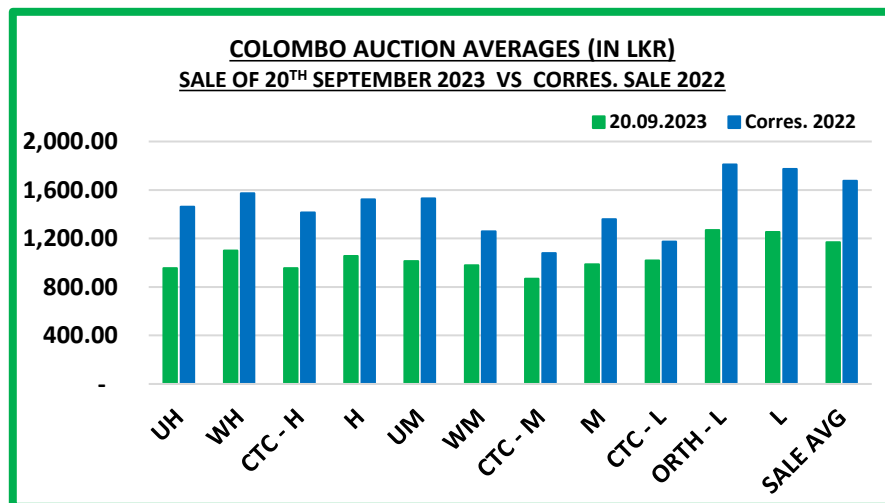 COLOMBO AUCTION AVERAGES (IN LKR)
SALE OF 20TH SEPTEMBER 2023 VS CORRES. SALE 2022
20.09.2023 Corres. 2022
2,000.00
1,600.00
1,200.00
800.00
400.00
-
UH WH CTC - H H UM WM CTC - M M CTC - L ORTH - L L SALE AVG